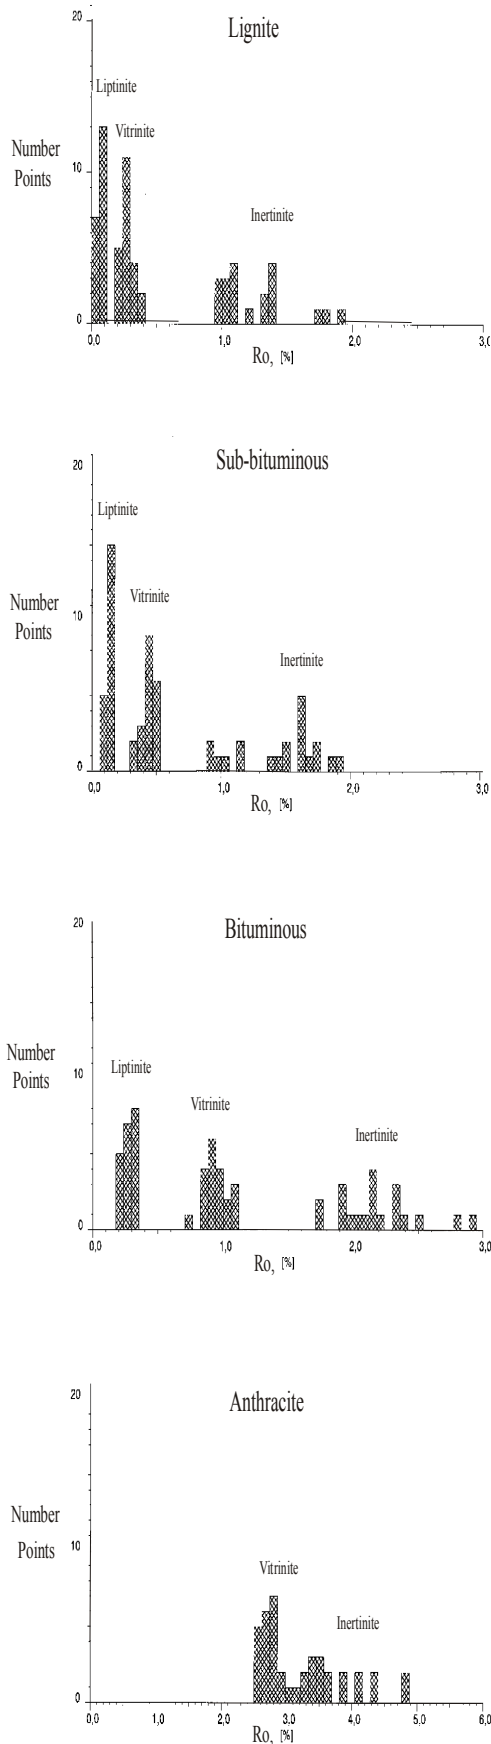 Lignite
20
Liptinite
Vitrinite
Number
Points
10
Inertinite
0
0,0 1,0 2,0 3,0
Ro, [%]
Sub-bituminous
20
Liptinite
Vitrinite
Number
Points
10
Inertinite
0
0,0 1,0 2,0 3,0
Ro, [%]
Bituminous
20
Number
Points
10
Liptinite
Vitrinite
Inertinite
0
0,0 1,0 2,0 3,0
Ro, [%]
Anthracite
20
Number
Points
10
Vitrinite
Inertinite
0
0,0 1,0 2,0 3,0 4,0 5,0 6,0
Ro, [%]